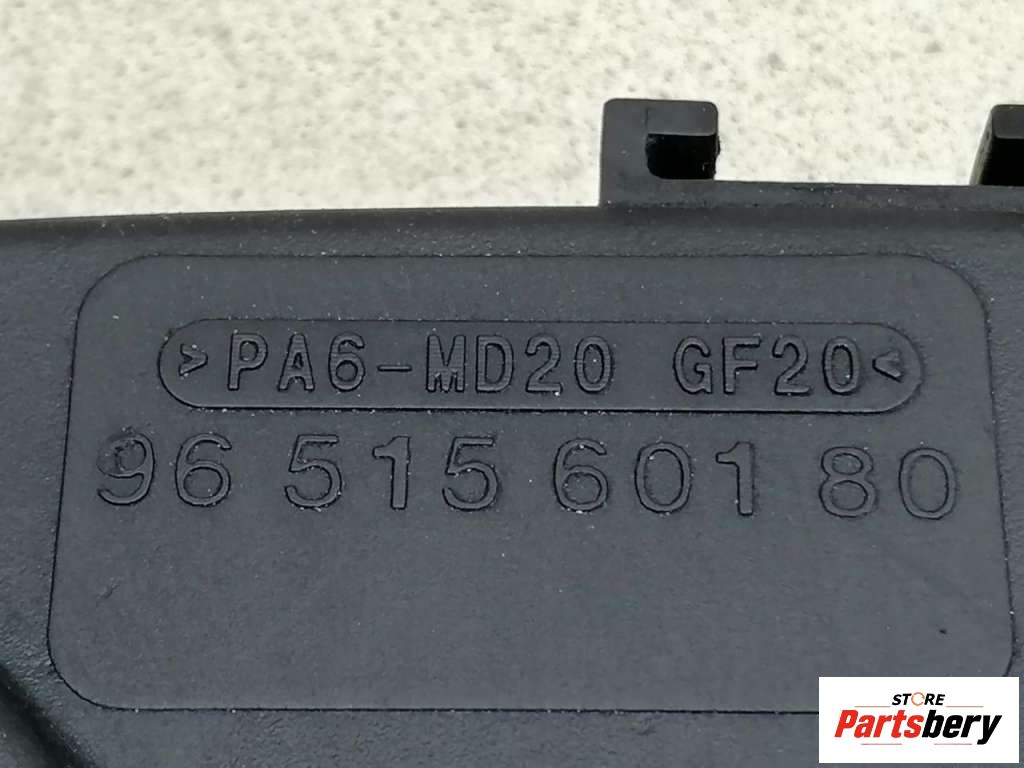 >PA6-MD20 GF20<
96 515 601 80
STORE
Partsbery